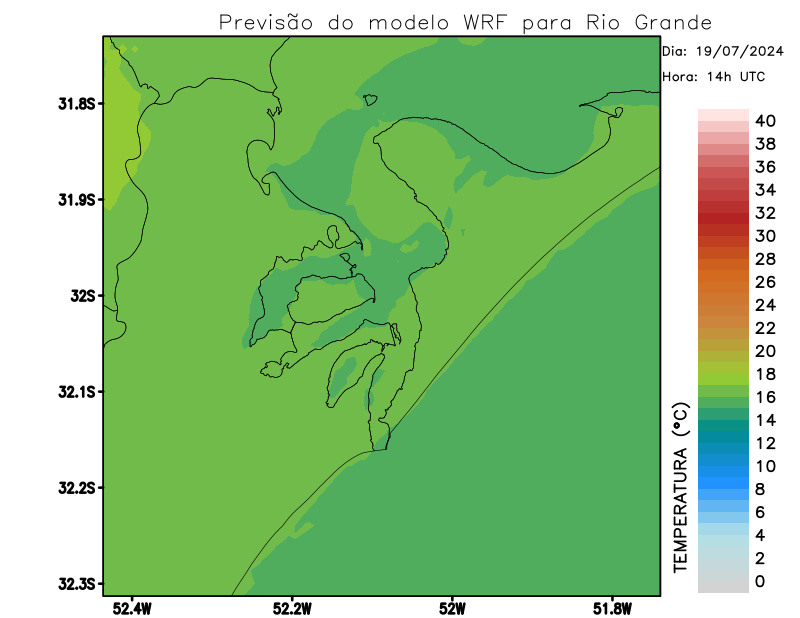 Previsão do modelo WRF para Rio Grande
Dia: 19/07/2024
Hora: 14h UTC
31.8S
31.9S
32S
32.1S
32.2S
32.3S
52.4W
52.2W
52W
51.8W
TEMPERATURA (°C)
40
38
36
34
32
30
28
26
24
22
20
18
16
14
12
10
8
6
4
2
0